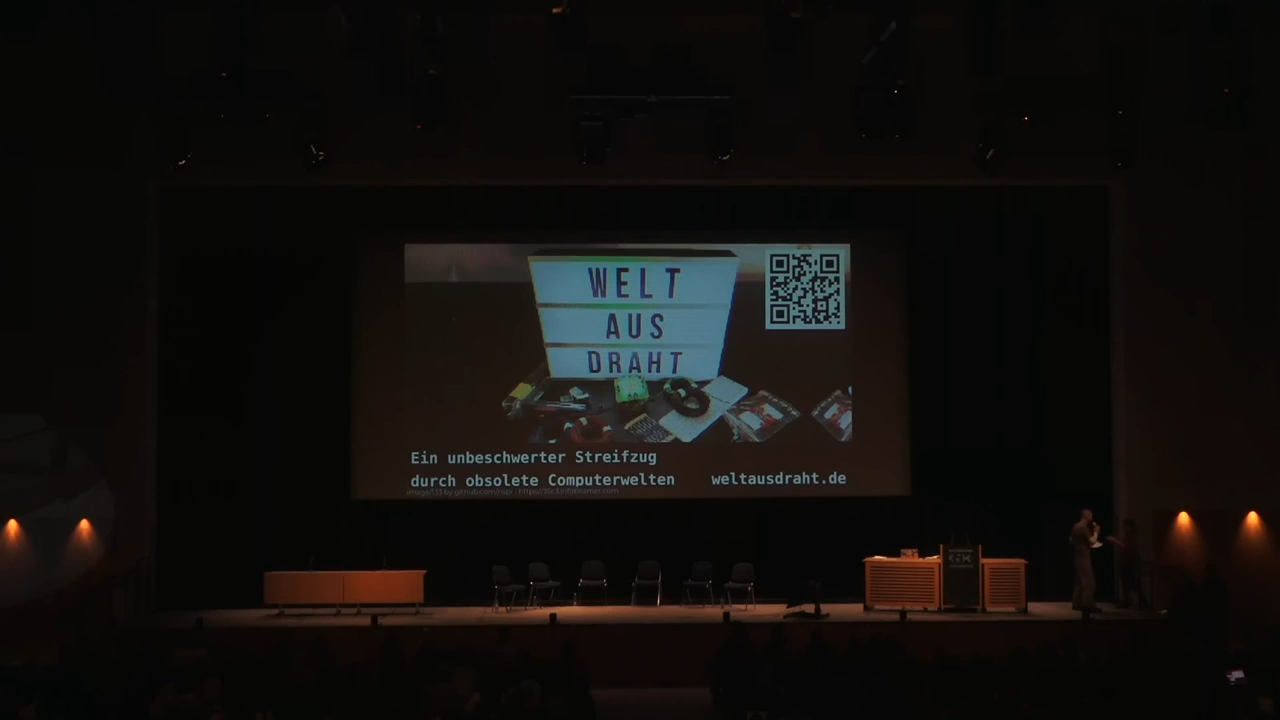 WELT
AUS
DRAHT
Ein unbeschwerter Streifzug
durch obsolete Computerwelten
weltausdraht.de